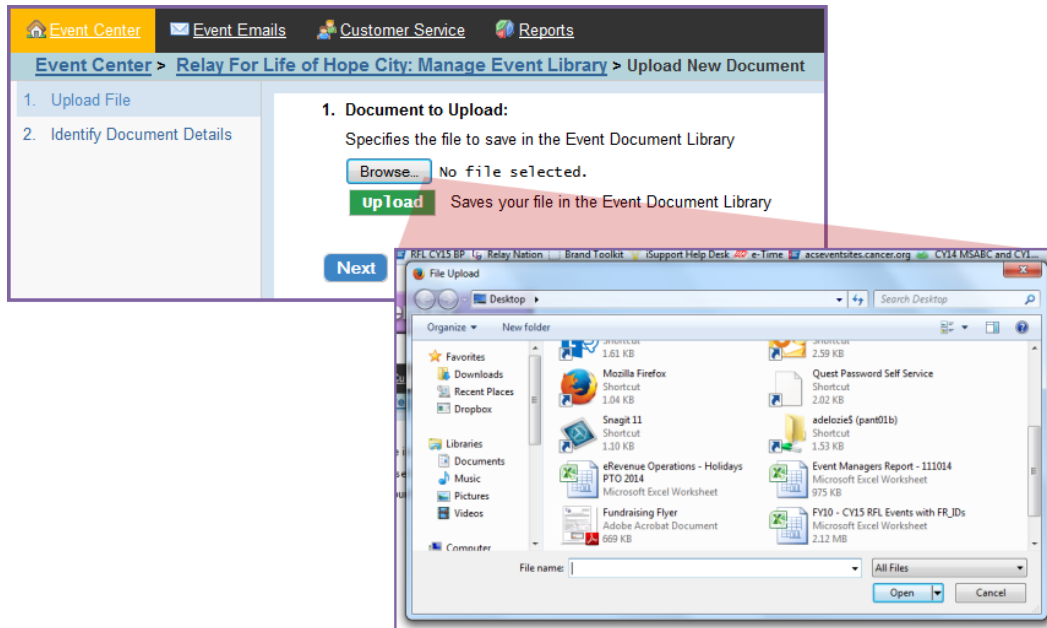 Event Center Event Emails Customer Service Reports
Event Center > Relay For Life of Hope City: Manage Event Library > Upload New Document
1. Upload File
2. Identify Document Details
1. Document to Upload:
Specifies the file to save in the Event Document Library
Browse... No file selected.
Upload Saves your file in the Event Document Library
Next
RFL CY15 BP Relay Nation Brand Toolkit iSupport Help Desk e-Time acseventsites.cancer.org CY14 MSABC and CY1...
File Upload
Desktop
Search Desktop
Organize New folder
Favorites
Downloads
Recent Places
Dropbox
Libraries
Documents
Music
Pictures
Videos
Computer
Shortcut
1.61 KB
Shortcut
2.59 KB
Mozilla Firefox
Shortcut
1.04 KB
Quest Password Self Service
Shortcut
2.02 KB
Snagit 11
Shortcut
1.10 KB
adelozie$ (pant01b)
Shortcut
1.53 KB
eRevenue Operations - Holidays
PTO 2014
Microsoft Excel Worksheet
Event Managers Report - 111014
Microsoft Excel Worksheet
975 KB
Fundraising Flyer
Adobe Acrobat Document
669 KB
FY10 - CY15 RFL Events with FR_IDs
Microsoft Excel Worksheet
2.12 MB
File name: All Files
Open Cancel